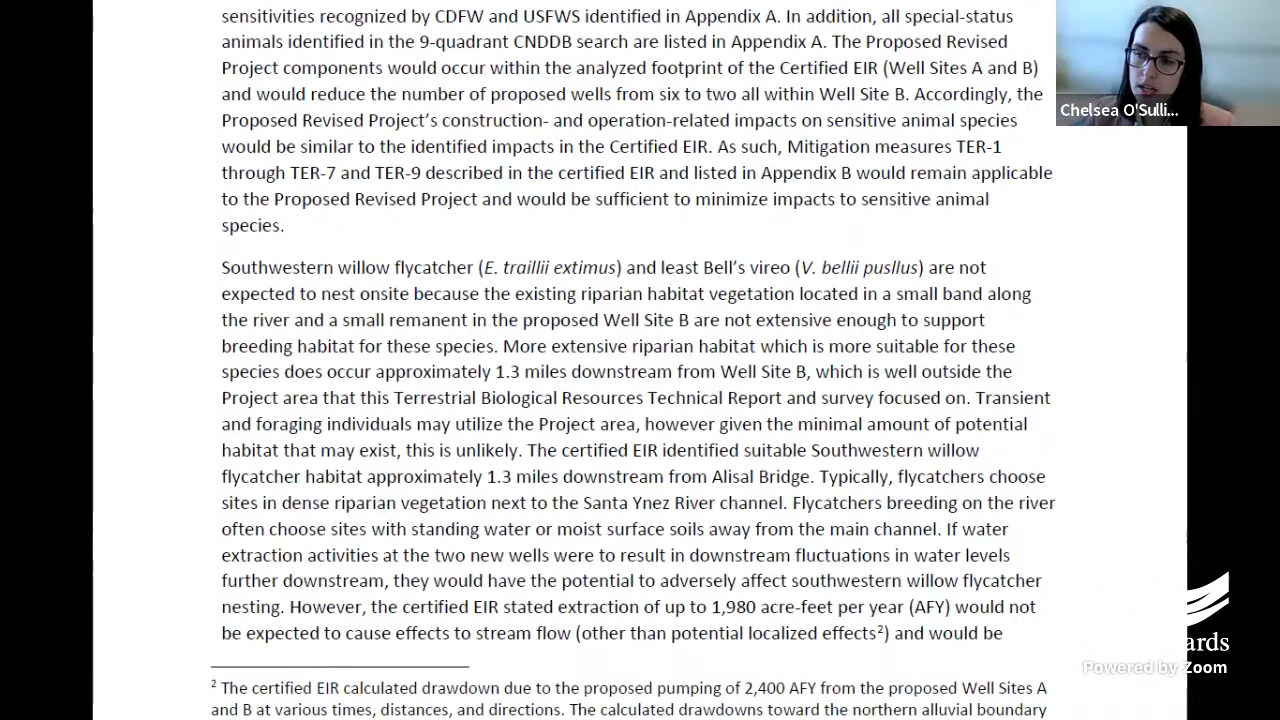 sensitivities recognized by CDFW and USFWS identified in Appendix A. In addition, all special-status
animals identified in the 9-quadrant CNDDB search are listed in Appendix A. The Proposed Revised
Project components would occur within the analyzed footprint of the Certified EIR (Well Sites A and B)
and would reduce the number of proposed wells from six to two all within Well Site B. Accordingly, the
Proposed Revised Project's construction- and operation-related impacts on sensitive animal species
would be similar to the identified impacts in the Certified EIR. As such, Mitigation measures TER-1
through TER-7 and TER-9 described in the certified EIR and listed in Appendix B would remain applicable
to the Proposed Revised Project and would be sufficient to minimize impacts to sensitive animal
species.
Southwestern willow flycatcher (E. traillii extimus) and least Bell's vireo (V. bellii pusllus) are not
expected to nest onsite because the existing riparian habitat vegetation located in a small band along
the river and a small remanent in the proposed Well Site B are not extensive enough to support
breeding habitat for these species. More extensive riparian habitat which is more suitable for these
species does occur approximately 1.3 miles downstream from Well Site B, which is well outside the
Project area that this Terrestrial Biological Resources Technical Report and survey focused on. Transient
and foraging individuals may utilize the Project area, however given the minimal amount of potential
habitat that may exist, this is unlikely. The certified EIR identified suitable Southwestern willow
flycatcher habitat approximately 1.3 miles downstream from Alisal Bridge. Typically, flycatchers choose
sites in dense riparian vegetation next to the Santa Ynez River channel. Flycatchers breeding on the river
often choose sites with standing water or moist surface soils away from the main channel. If water
extraction activities at the two new wells were to result in downstream fluctuations in water levels
further downstream, they would have the potential to adversely affect southwestern willow flycatcher
nesting. However, the certified EIR stated extraction of up to 1,980 acre-feet per year (AFY) would not
be expected to cause effects to stream flow (other than potential localized effects²) and would be
² The certified EIR calculated drawdown due to the proposed pumping of 2,400 AFY from the proposed Well Sites A
and B at various times, distances, and directions. The calculated drawdowns toward the northern alluvial boundary
Chelsea O'Sulli...
ards
Powered by Zoom